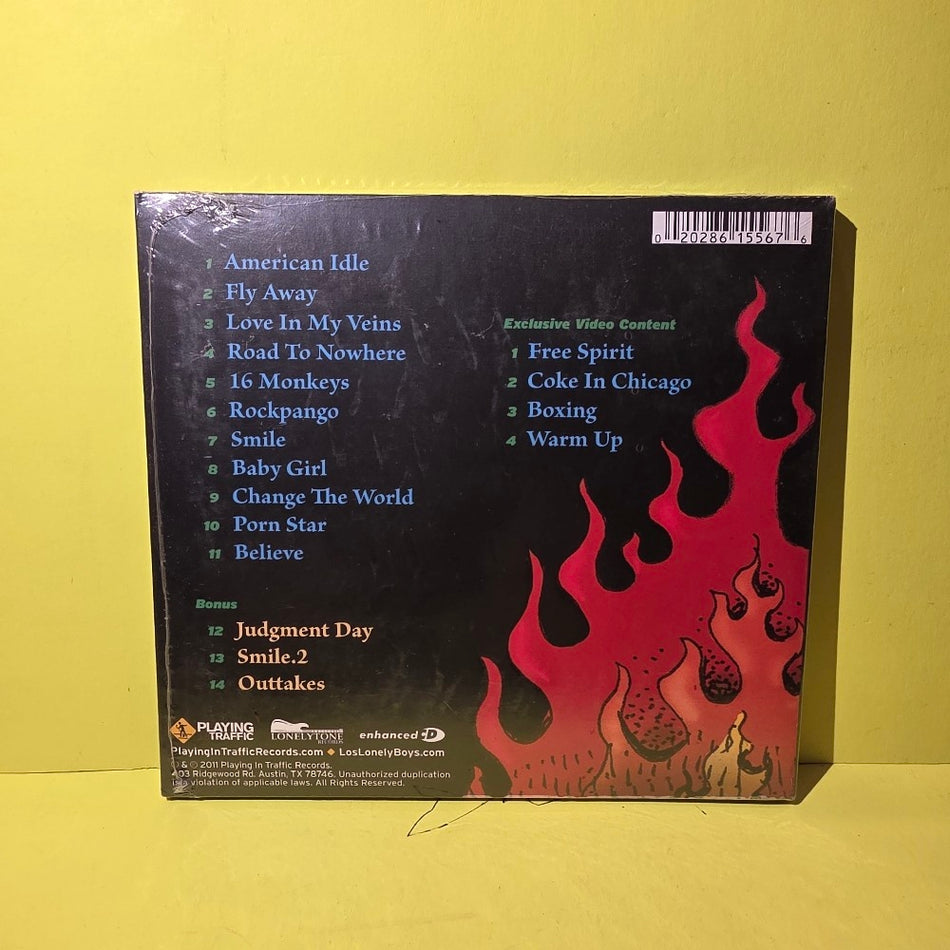 0 20286 15567 6
1 American Idle
2 Fly Away
3 Love In My Veins
4 Road To Nowhere
5 16 Monkeys
6 Rockpango
7 Smile
8 Baby Girl
9 Change The World
10 Porn Star
11 Believe
Bonus
12 Judgment Day
13 Smile.2
14 Outtakes
Exclusive Video Content
1 Free Spirit
2 Coke In Chicago
3 Boxing
4 Warm Up
PLAYING
TRAFFIC
LONELYTONE
RECORDS
enhanced CD
PlayingInTrafficRecords.com ♦ LosLonelyBoys.com
℗ & © 2011 Playing In Traffic Records.
403 Ridgewood Rd. Austin, TX 78746. Unauthorized duplication
is a violation of applicable laws. All Rights Reserved.